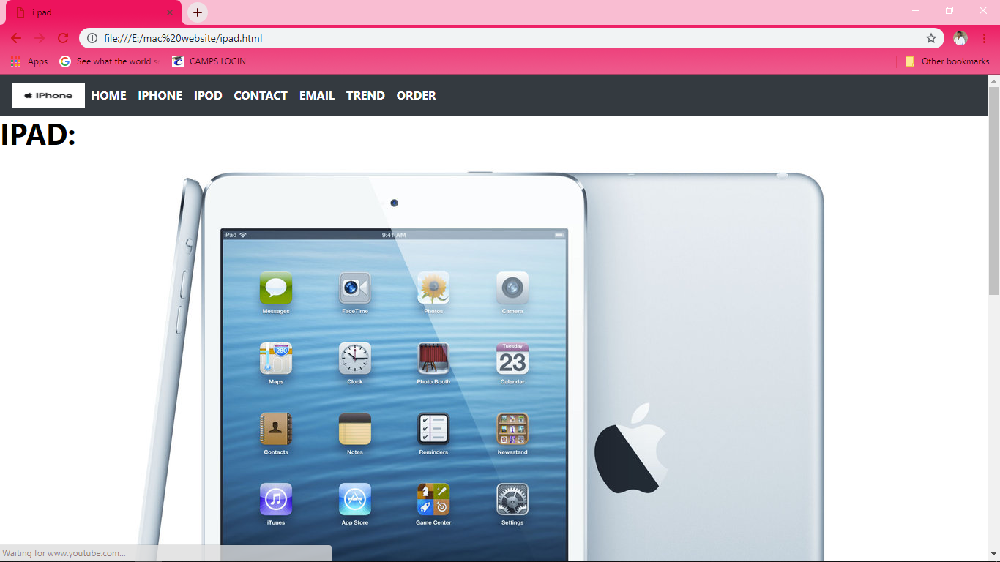 i pad
file:///E:/mac%20website/ipad.html
Apps See what the world s CAMPS LOGIN Other bookmarks
iPhone HOME IPHONE IPOD CONTACT EMAIL TREND ORDER
IPAD:
iPad 9:41 AM
Messages FaceTime Photos Camera
280 Tuesday 23
Maps Clock Photo Booth Calendar
Contacts Notes Reminders Newsstand
iTunes App Store Game Center Settings
Waiting for www.youtube.com...